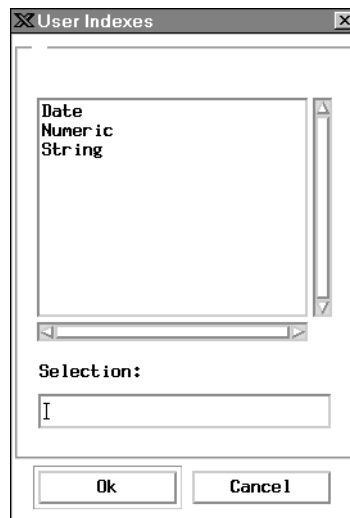 User Indexes
Date
Numeric
String
Selection:
Ok
Cancel